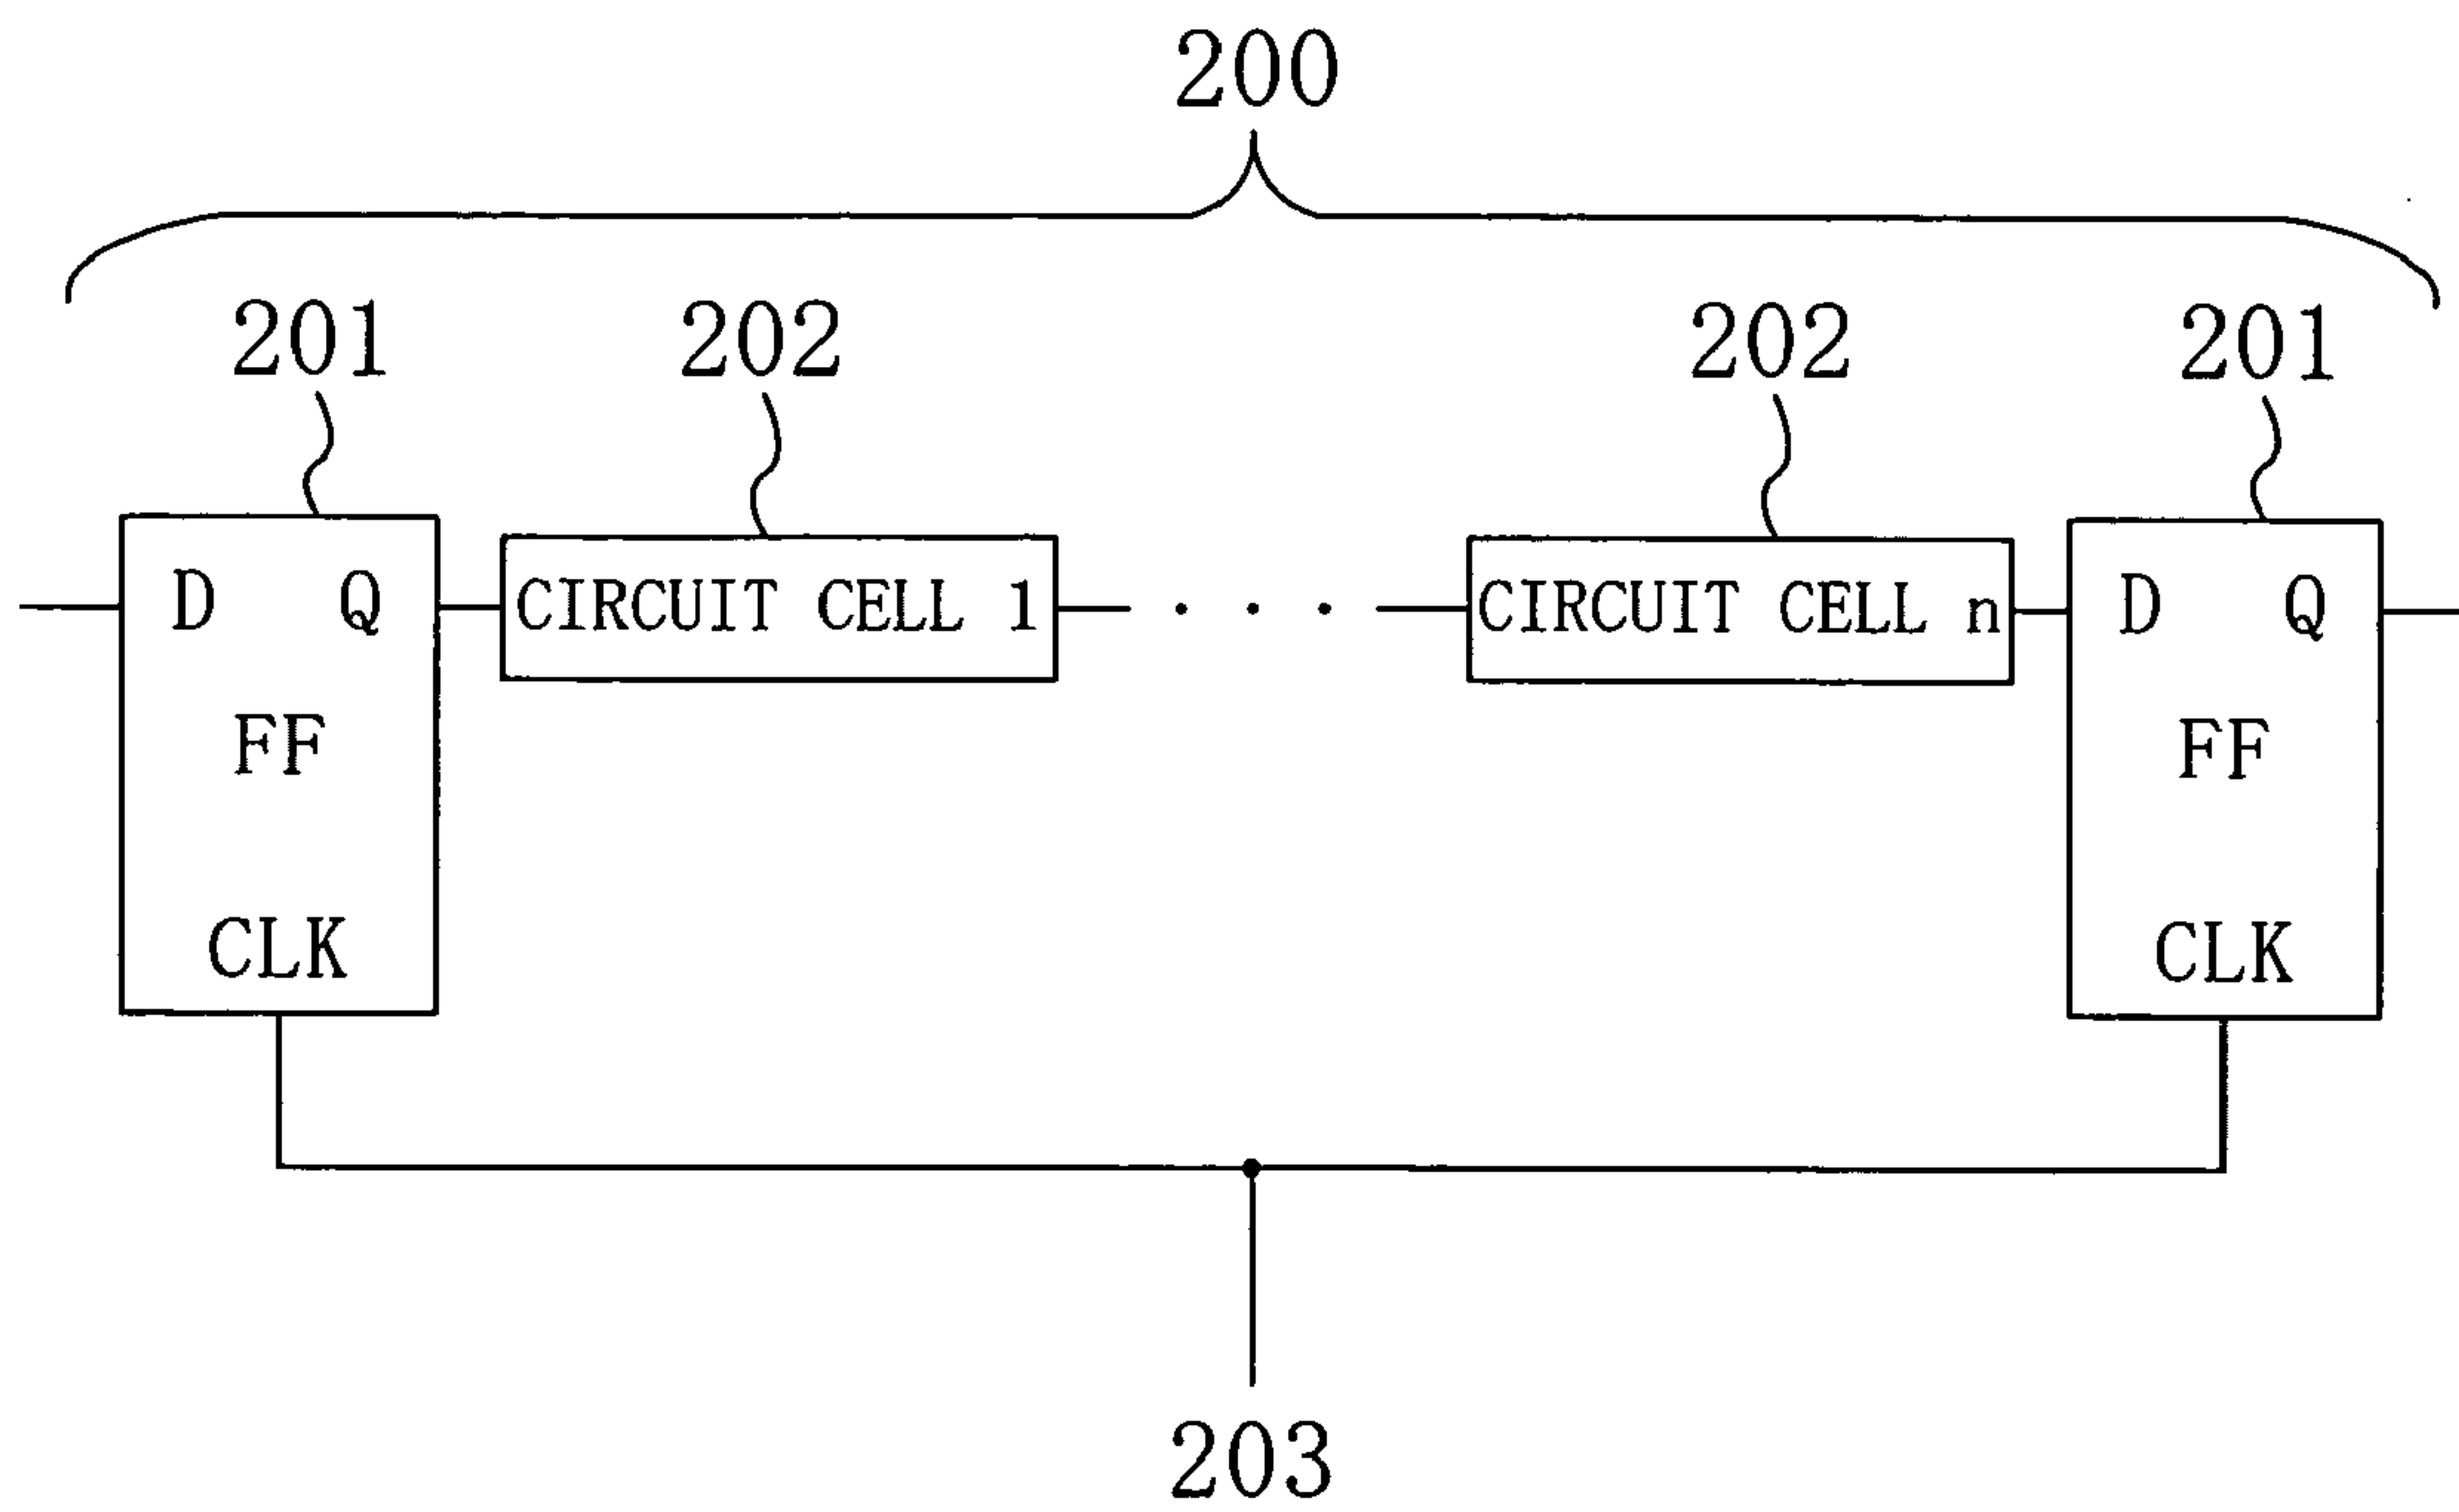 200
201 202 202 201
D Q CIRCUIT CELL 1 . . . CIRCUIT CELL n D Q
FF FF
CLK CLK
203